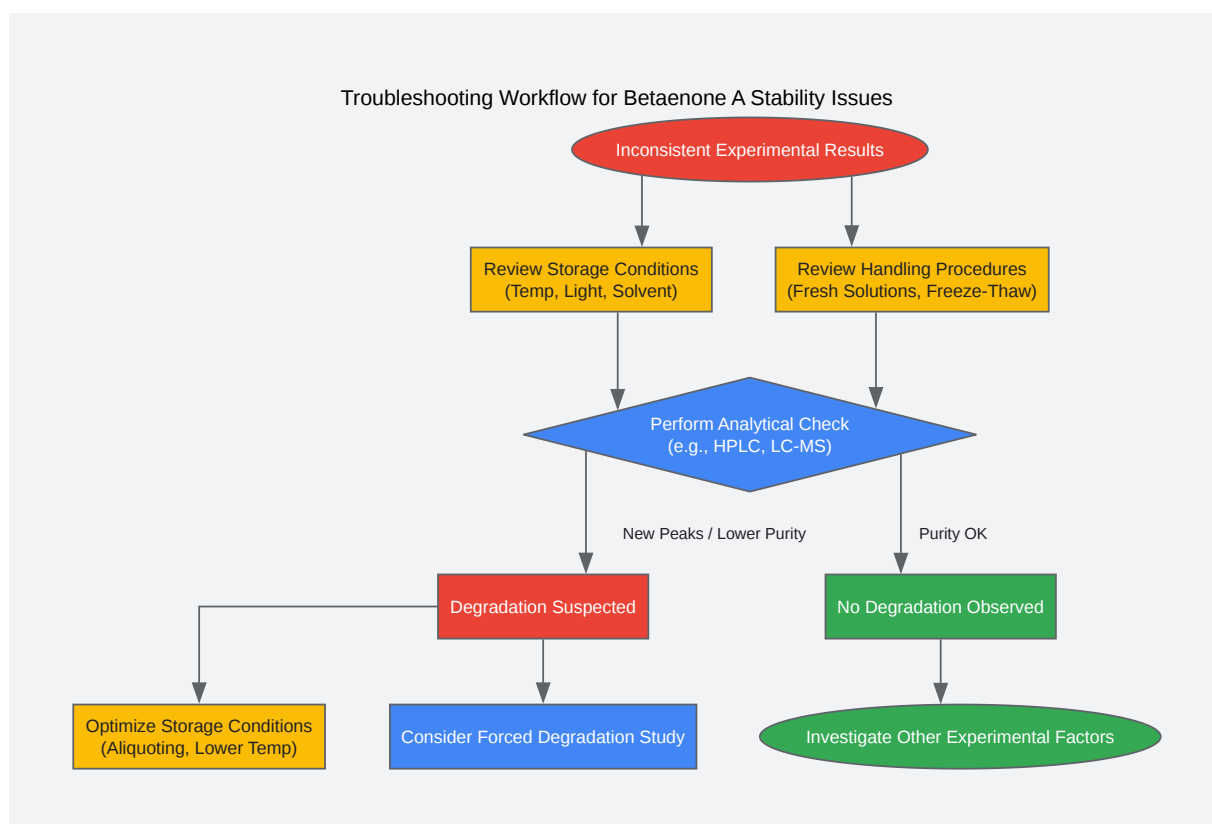 Troubleshooting Workflow for Betaenone A Stability Issues
Inconsistent Experimental Results
Review Storage Conditions
(Temp, Light, Solvent)
Review Handling Procedures
(Fresh Solutions, Freeze-Thaw)
Perform Analytical Check
(e.g., HPLC, LC-MS)
New Peaks / Lower Purity
Purity OK
Degradation Suspected
No Degradation Observed
Optimize Storage Conditions
(Aliquoting, Lower Temp)
Consider Forced Degradation Study
Investigate Other Experimental Factors